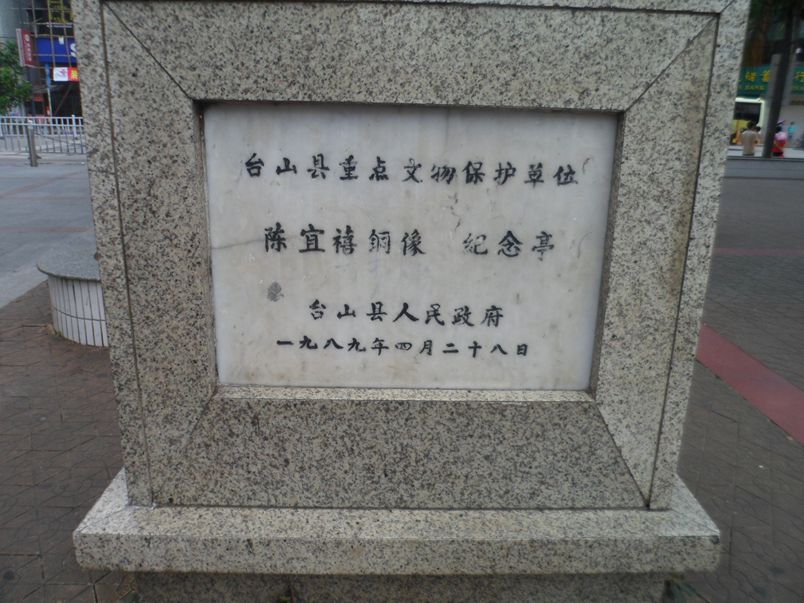 台山县重点文物保护单位
陈宜禧銅像 纪念亭
台山县人民政府
一九八九年四月二十八日